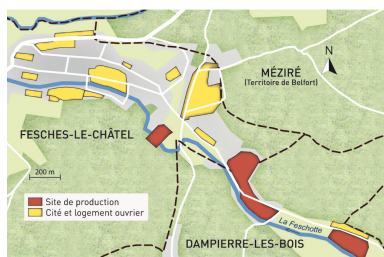 N
MÉZIRÉ
(Territoire de Belfort)
FESCHES-LE-CHÂTEL
200 m
Site de production
Cité et logement ouvrier
La Feschotte
DAMPIERRE-LES-BOIS